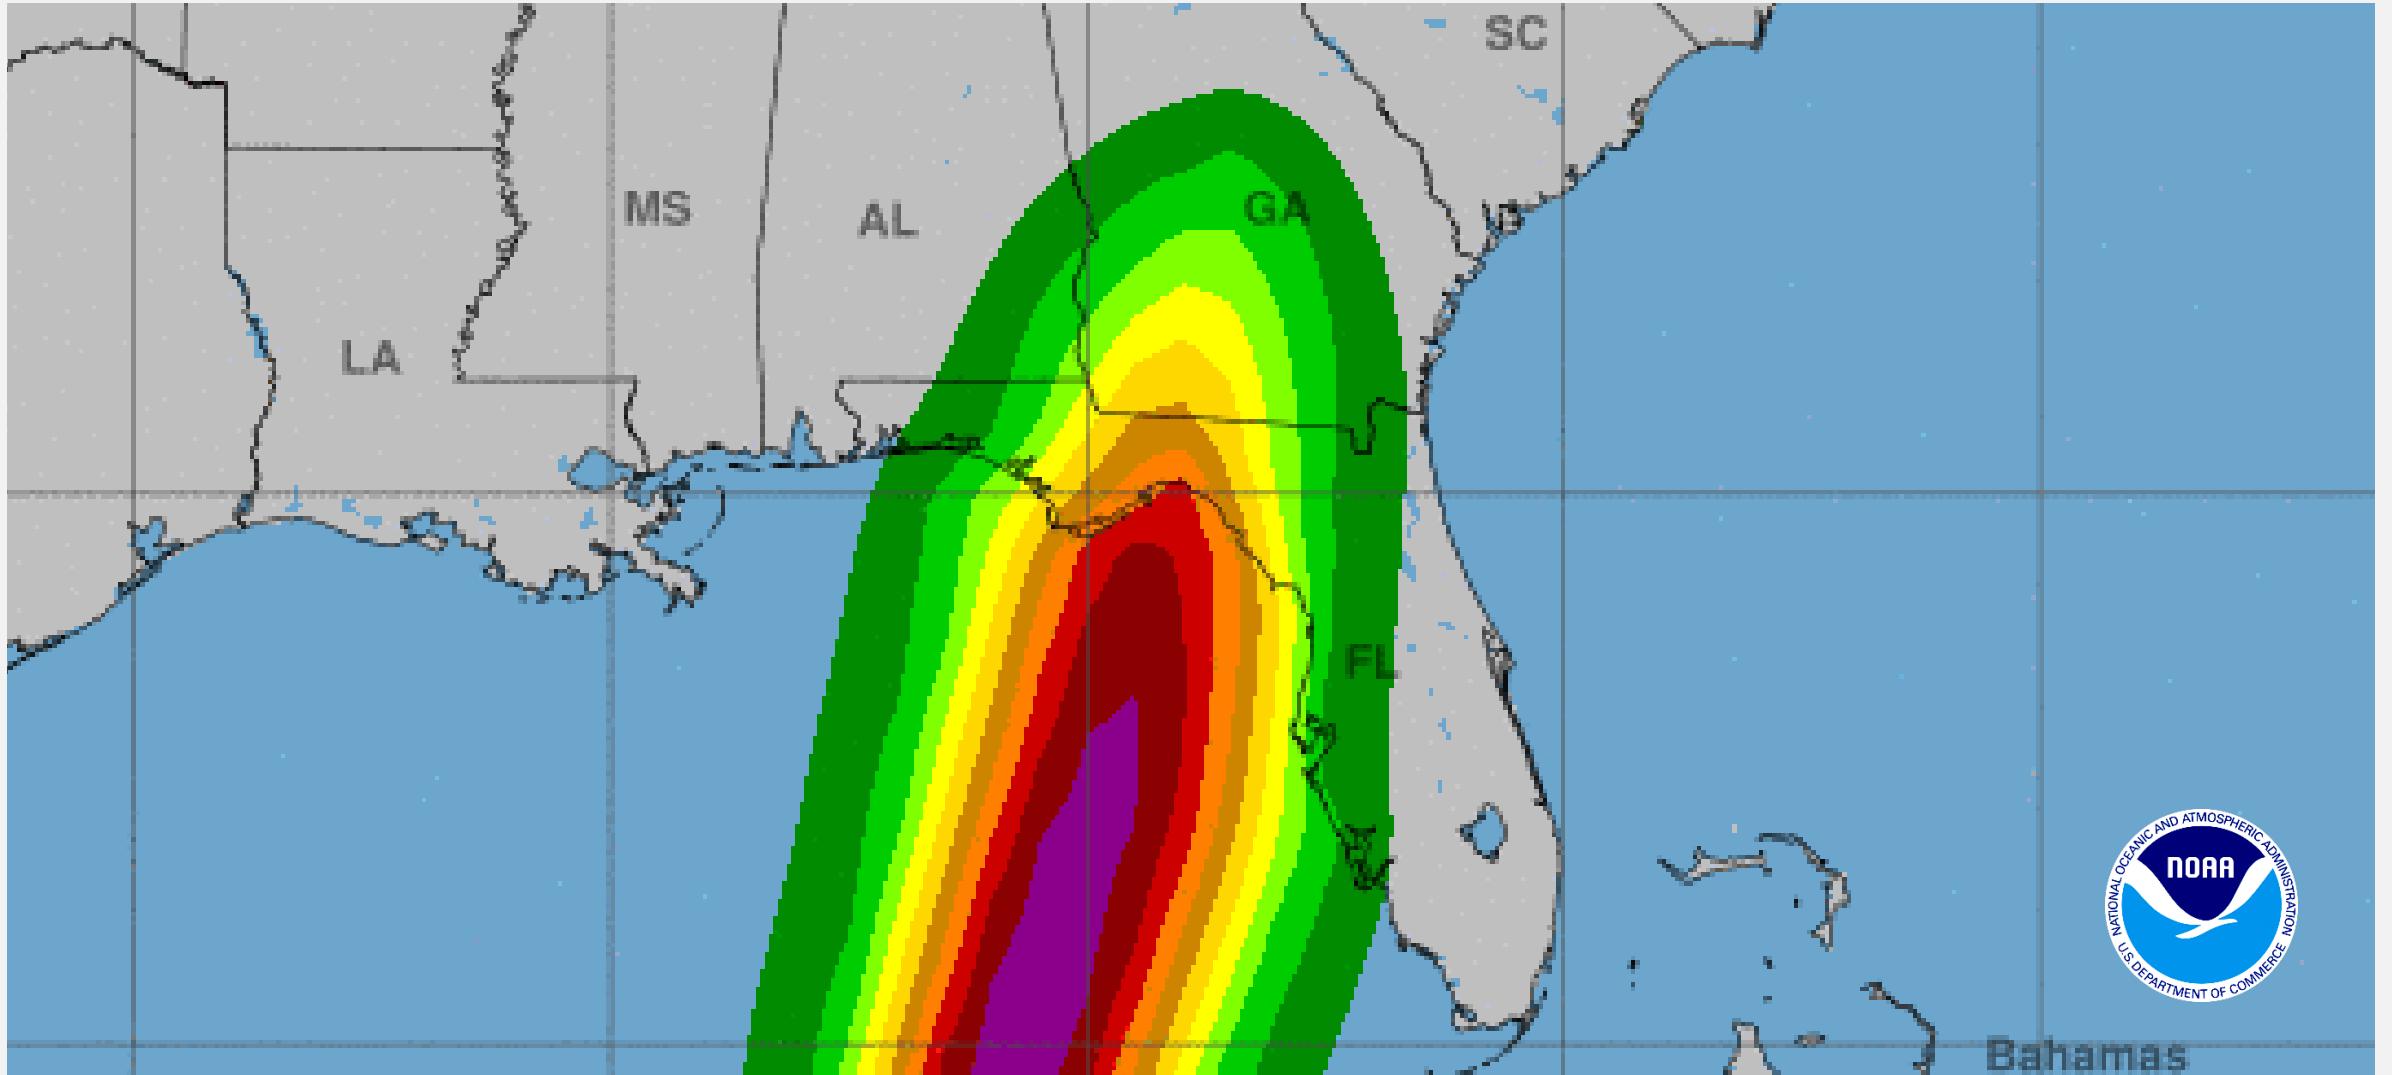 SC
MS
AL
GA
LA
FL
NATIONAL OCEANIC AND ATMOSPHERIC ADMINISTRATION
NOAA
U.S. DEPARTMENT OF COMMERCE
Bahamas